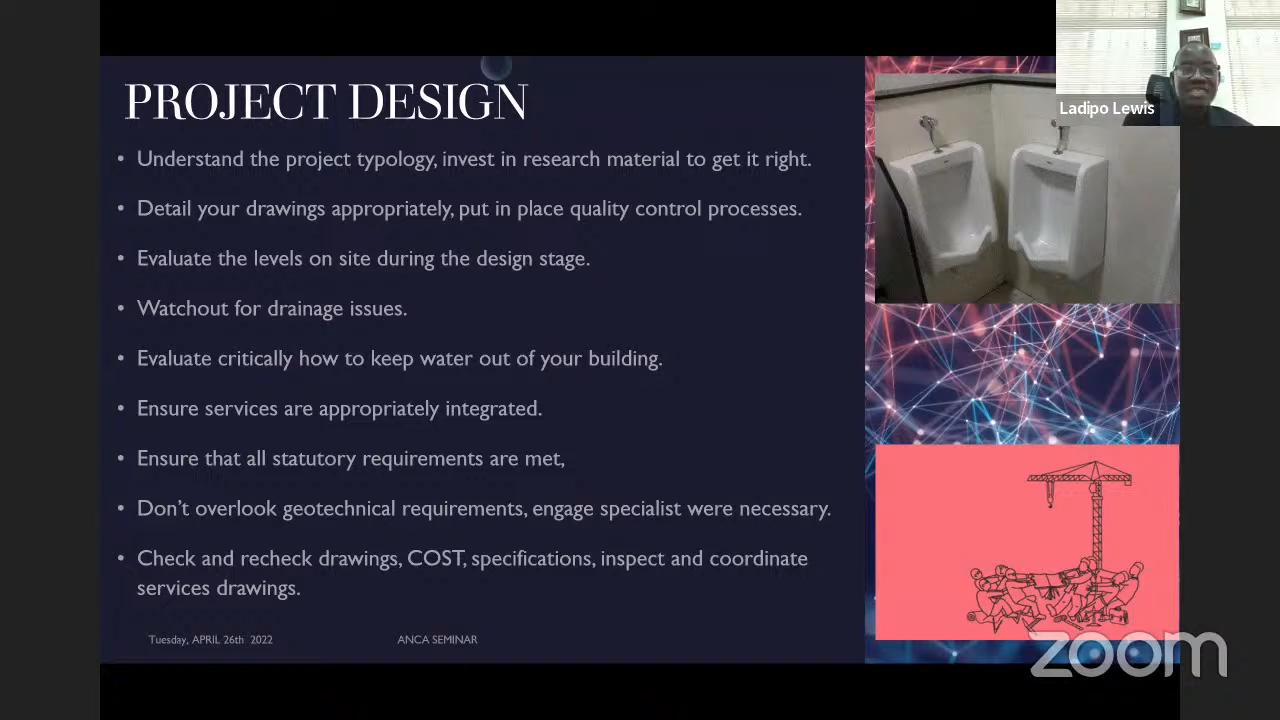 PROJECT DESIGN
• Understand the project typology, invest in research material to get it right.
• Detail your drawings appropriately, put in place quality control processes.
• Evaluate the levels on site during the design stage.
• Watchout for drainage issues.
• Evaluate critically how to keep water out of your building.
• Ensure services are appropriately integrated.
• Ensure that all statutory requirements are met,
• Don't overlook geotechnical requirements, engage specialist were necessary.
• Check and recheck drawings, COST, specifications, inspect and coordinate
services drawings.
Tuesday, APRIL 26th 2022
ANCA SEMINAR
Ladipo Lewis
zoom